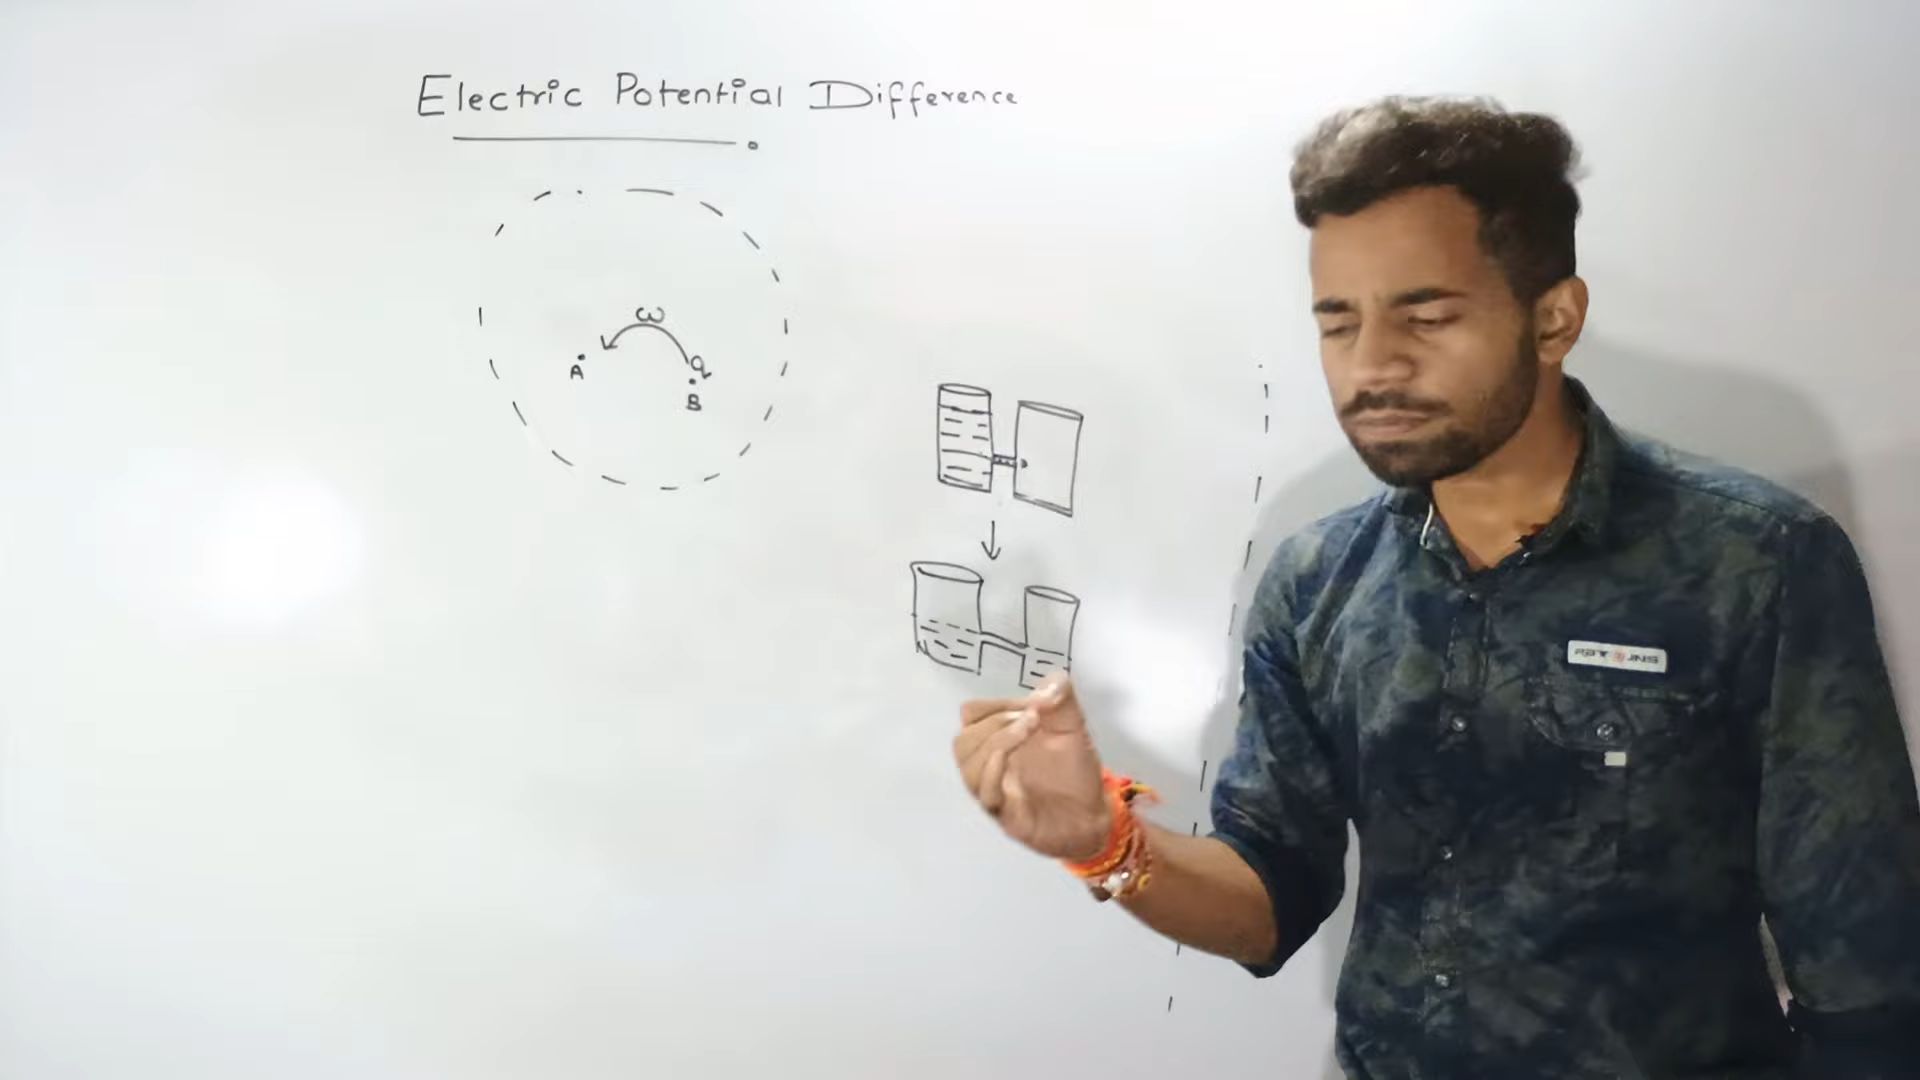 Electric Potential Difference
ω
A
q
B